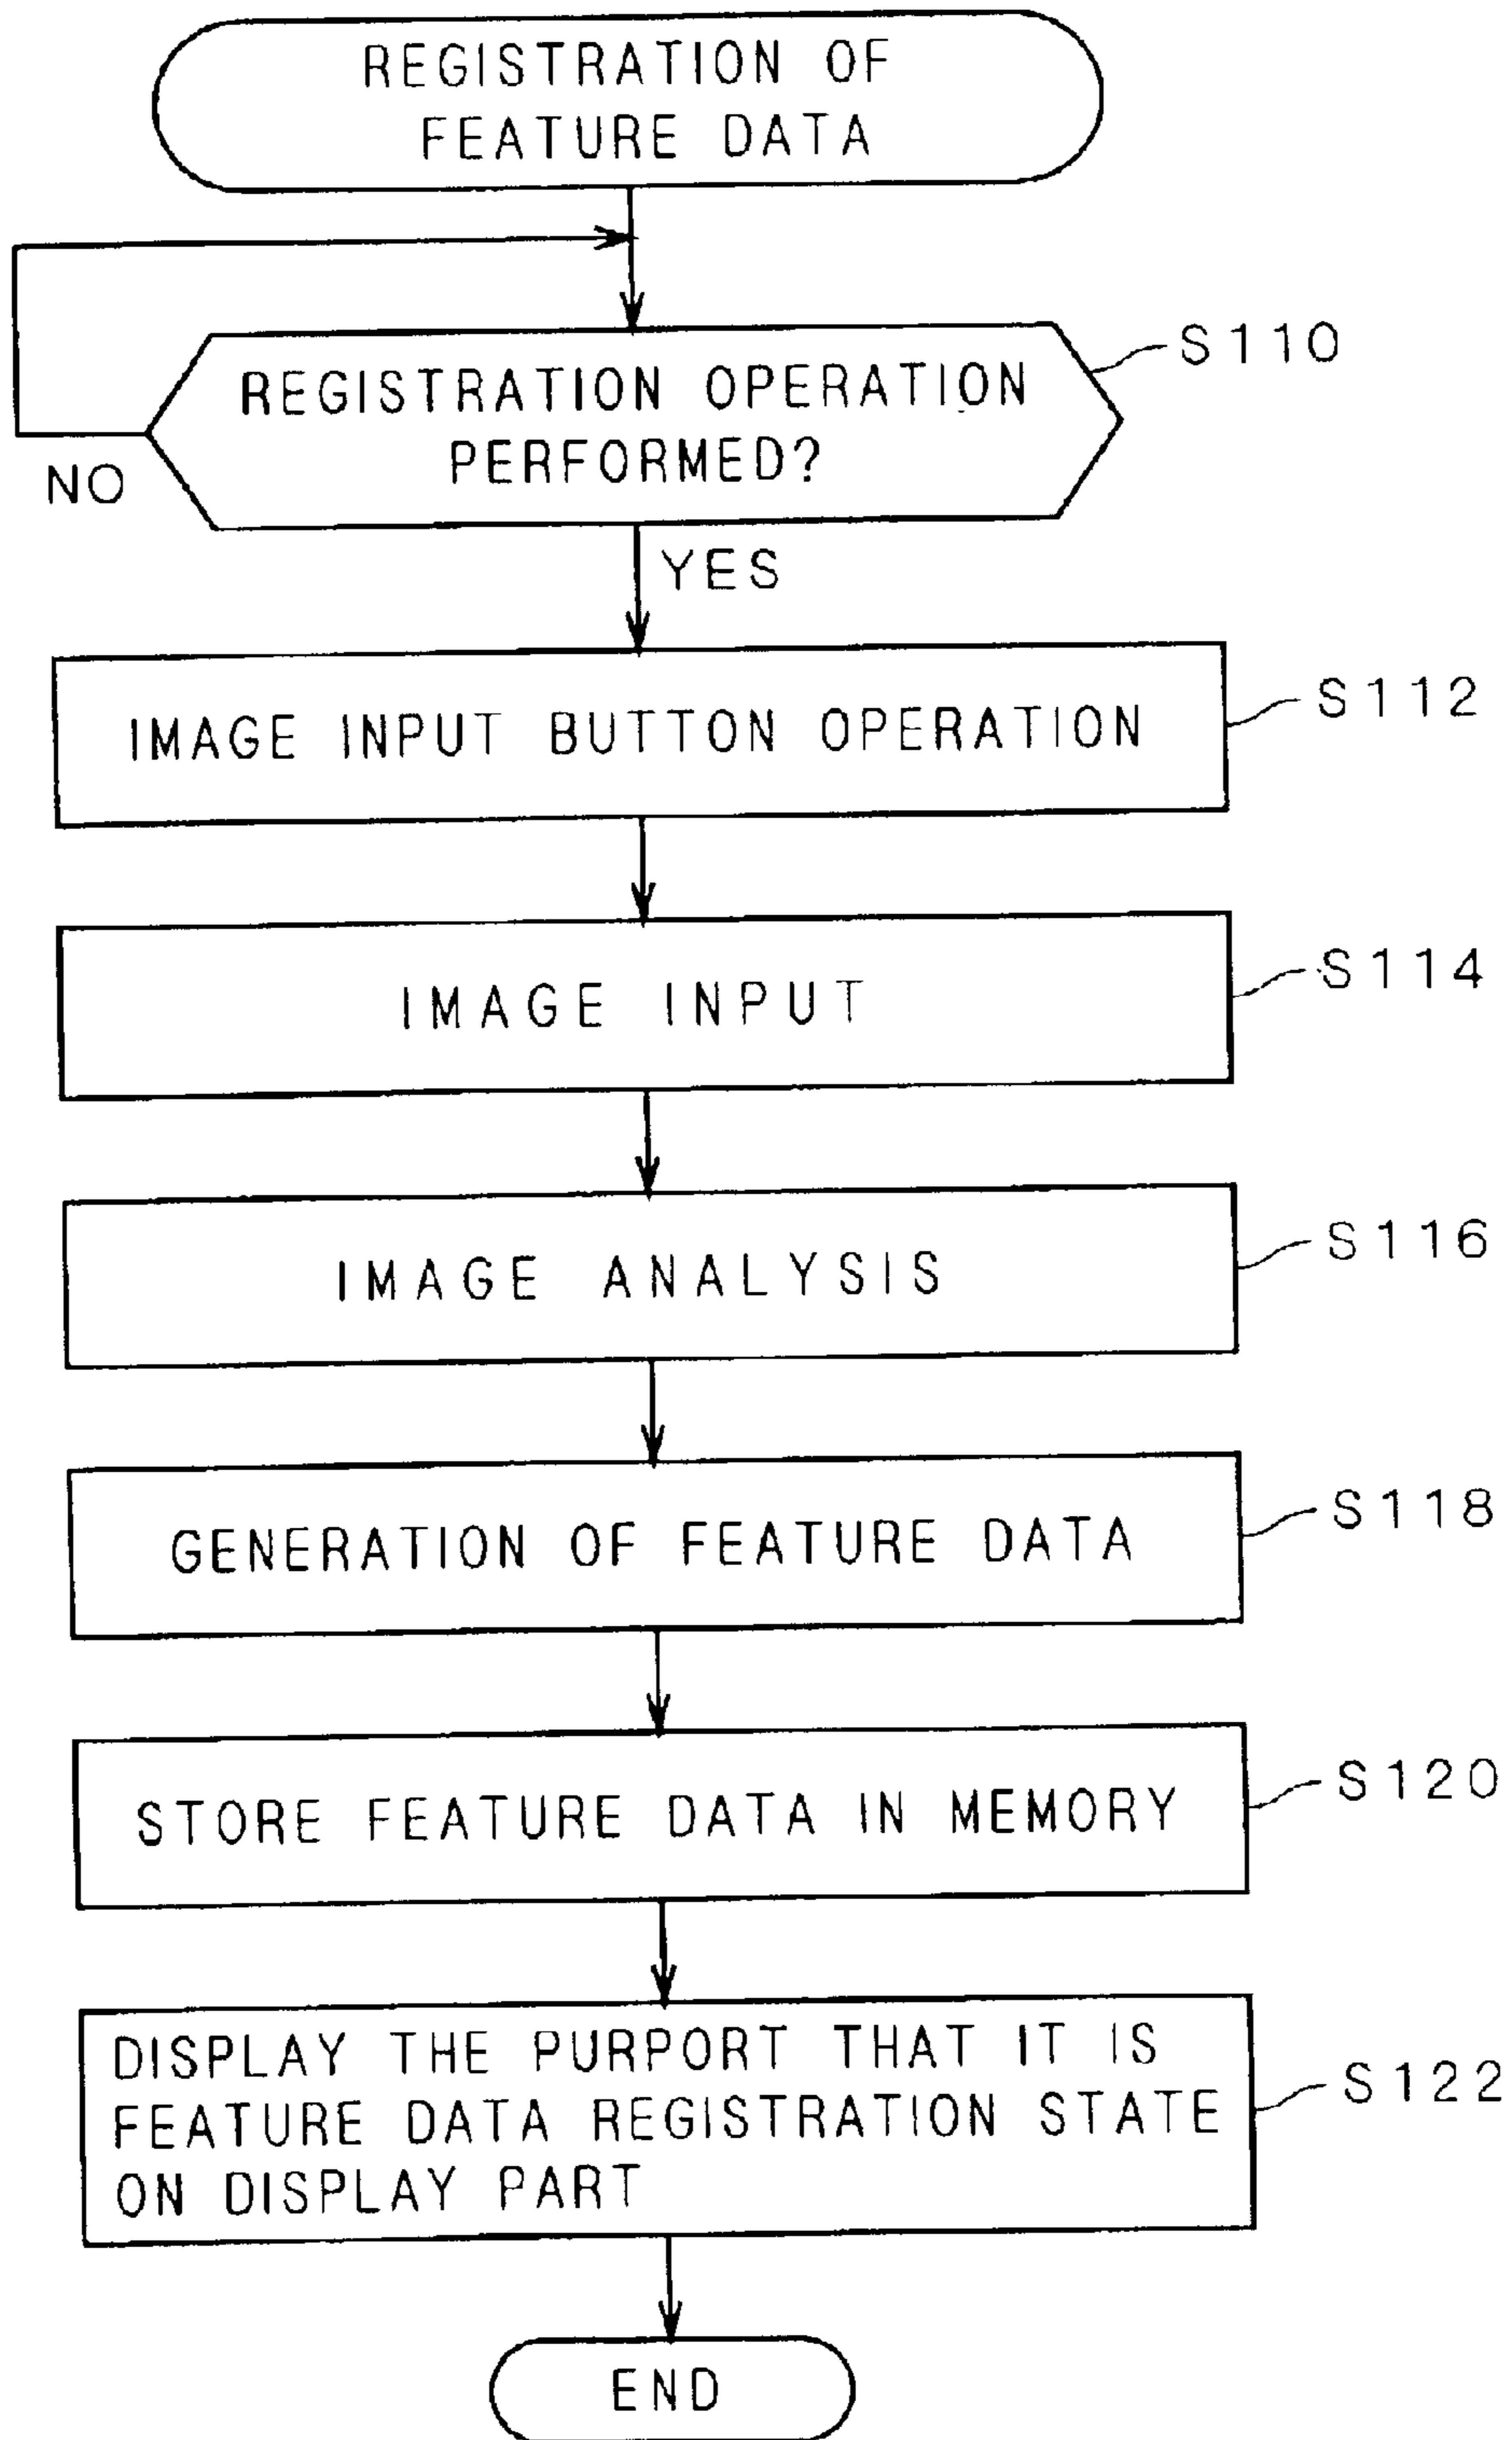 REGISTRATION OF
FEATURE DATA
REGISTRATION OPERATION
PERFORMED?
S110
NO
YES
IMAGE INPUT BUTTON OPERATION
S112
IMAGE INPUT
S114
IMAGE ANALYSIS
S116
GENERATION OF FEATURE DATA
S118
STORE FEATURE DATA IN MEMORY
S120
DISPLAY THE PURPORT THAT IT IS
FEATURE DATA REGISTRATION STATE
ON DISPLAY PART
S122
END